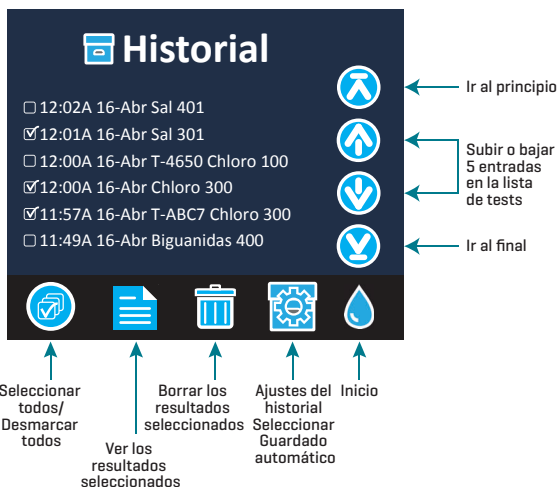 Historial
12:02A 16-Abr Sal 401
12:01A 16-Abr Sal 301
12:00A 16-Abr T-4650 Chloro 100
12:00A 16-Abr Chloro 300
11:57A 16-Abr T-ABC7 Chloro 300
11:49A 16-Abr Biguanidas 400
Ir al principio
Subir o bajar
5 entradas
en la lista
de tests
Ir al final
Seleccionar
todos/
Desmarcar
todos
Ver los
resultados
seleccionados
Borrar los
resultados
seleccionados
Ajustes del
historial
Seleccionar
Guardado
automático
Inicio